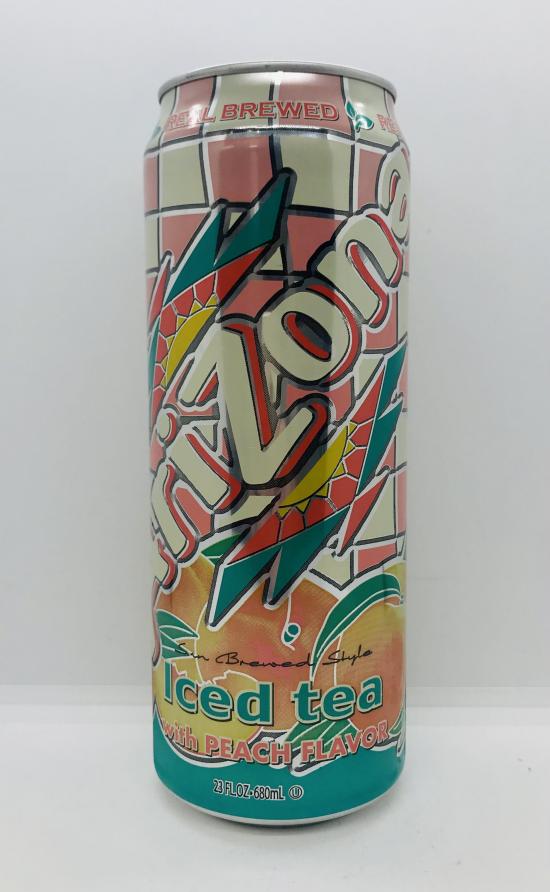 REAL BREWED
AriZona
Sun Brewed Style
Iced tea
with PEACH FLAVOR
23 FL.OZ•680mL Ⓤ